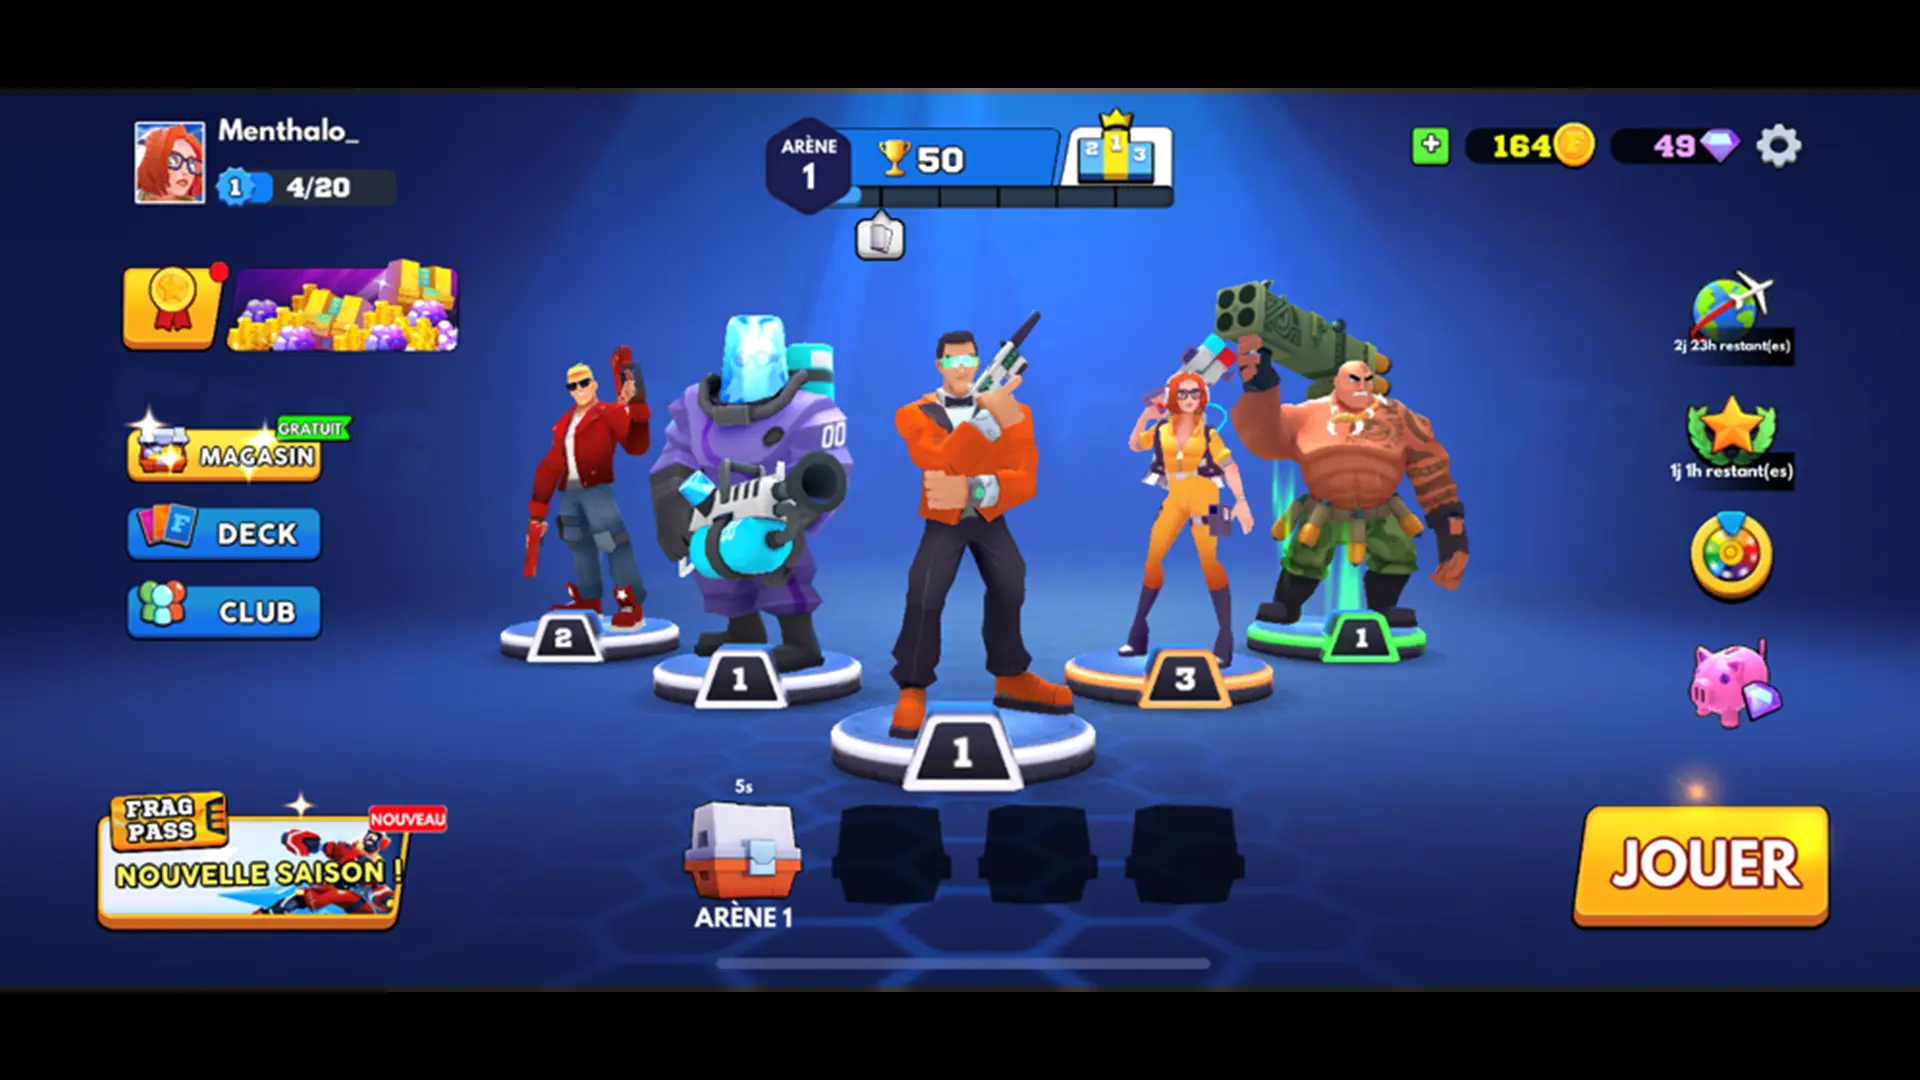 Menthalo_
1
4/20
ARÈNE
1
50
2
1
3
164
49
2j 23h restant(es)
GRATUIT
MAGASIN
1j 1h restant(es)
00
DECK
F
CLUB
2
1
1
3
1
5s
FRAG
PASS
NOUVEAU
NOUVELLE SAISON !
ARÈNE 1
JOUER